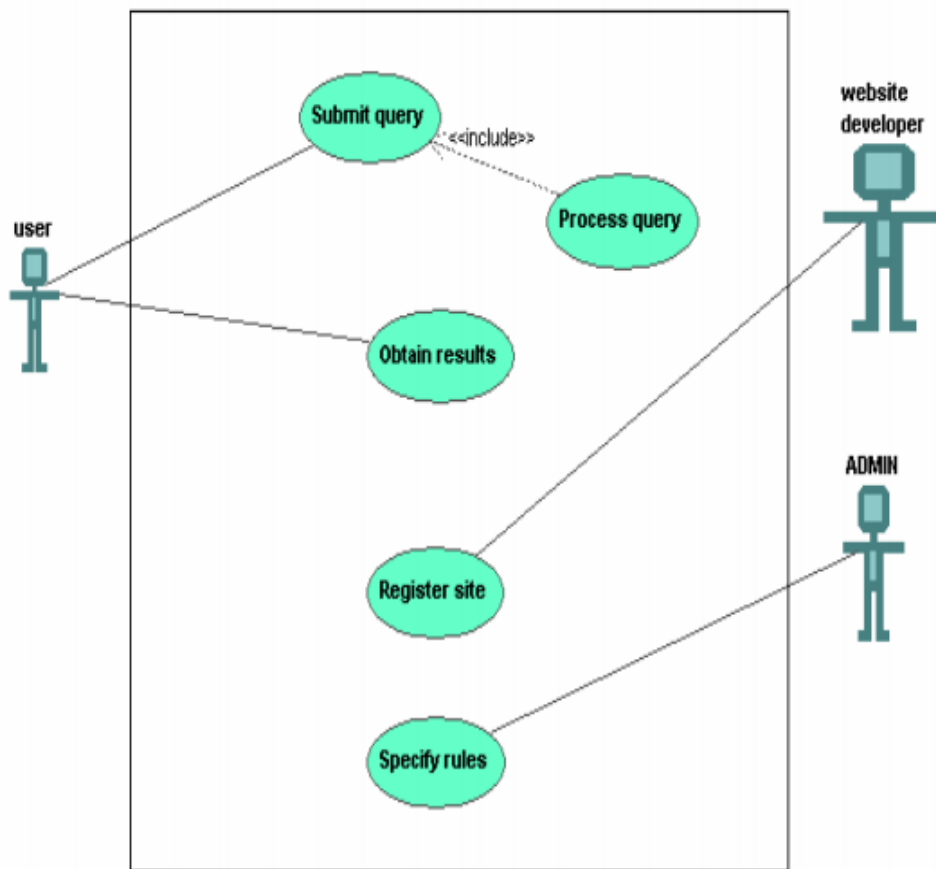 website
developer
Submit query
<<include>>
Process query
user
Obtain results
ADMIN
Register site
Specify rules